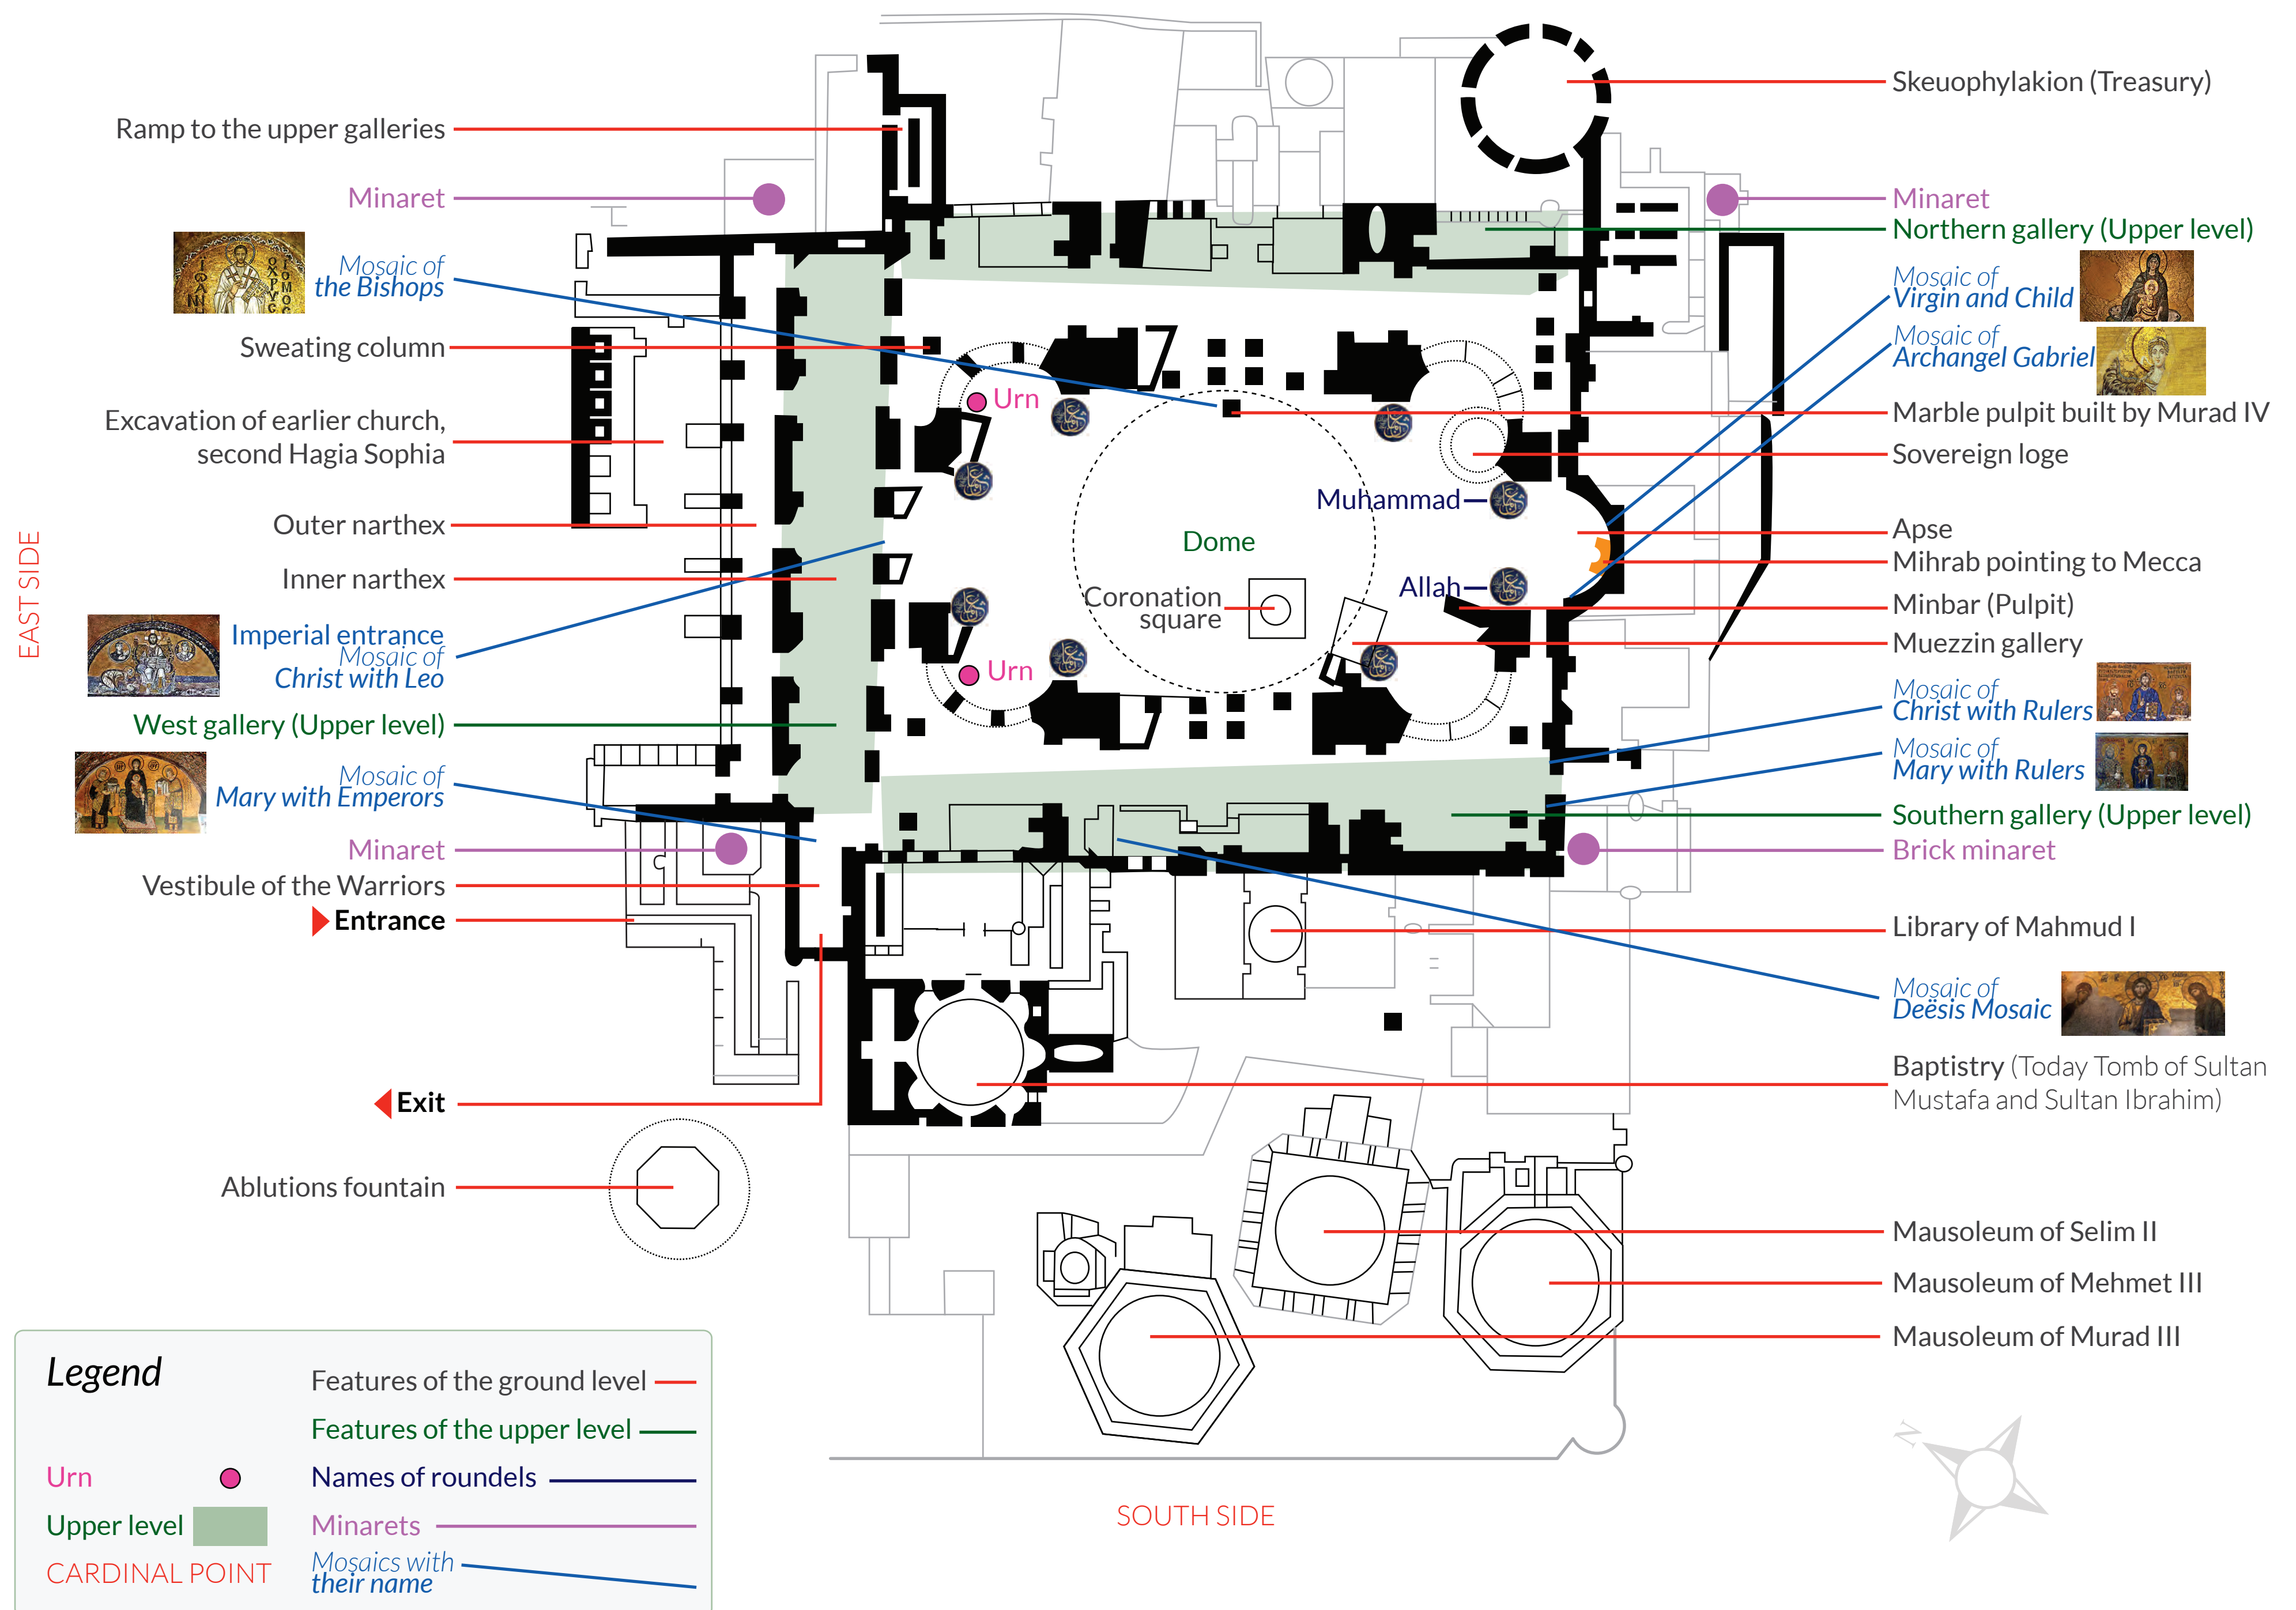 Ramp to the upper galleries
Minaret
Mosaic of
the Bishops
Sweating column
Excavation of earlier church,
second Hagia Sophia
Outer narthex
Inner narthex
Imperial entrance
Mosaic of
Christ with Leo
West gallery (Upper level)
Mosaic of
Mary with Emperors
Minaret
Vestibule of the Warriors
Entrance
Exit
Ablutions fountain
EAST SIDE
Urn
Urn
Dome
Coronation
square
Muhammad
Allah
Skeuophylakion (Treasury)
Minaret
Northern gallery (Upper level)
Mosaic of
Virgin and Child
Mosaic of
Archangel Gabriel
Marble pulpit built by Murad IV
Sovereign loge
Apse
Mihrab pointing to Mecca
Minbar (Pulpit)
Muezzin gallery
Mosaic of
Christ with Rulers
Mosaic of
Mary with Rulers
Southern gallery (Upper level)
Brick minaret
Library of Mahmud I
Mosaic of
Deësis Mosaic
Baptistry (Today Tomb of Sultan
Mustafa and Sultan Ibrahim)
Mausoleum of Selim II
Mausoleum of Mehmet III
Mausoleum of Murad III
N
SOUTH SIDE
Legend
Features of the ground level
Features of the upper level
Urn
Names of roundels
Upper level
Minarets
CARDINAL POINT
Mosaics with
their name